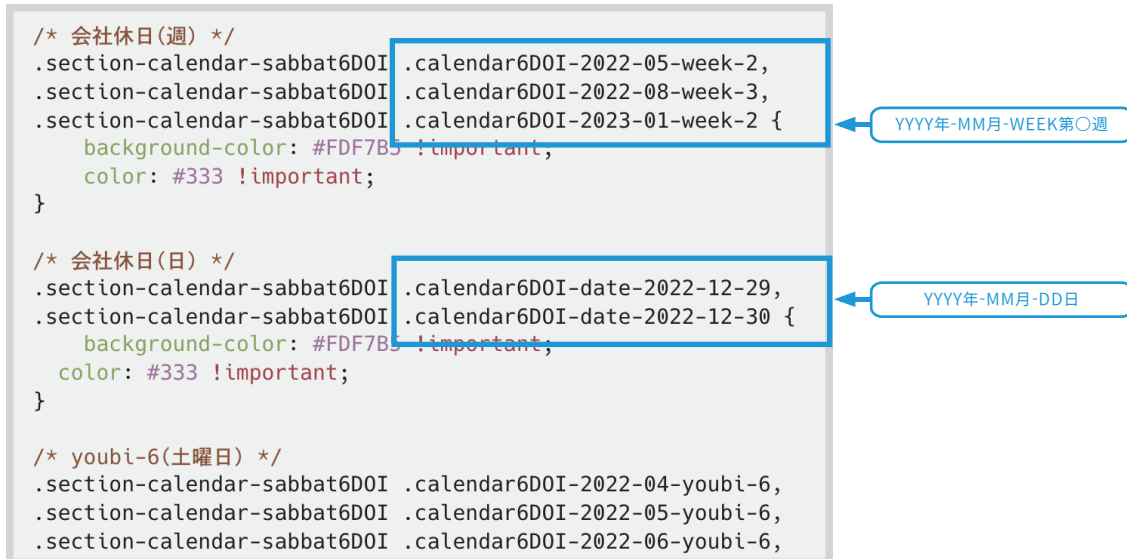 /* 会社休日(週) */
.section-calendar-sabbat6DOI .calendar6DOI-2022-05-week-2,
.section-calendar-sabbat6DOI .calendar6DOI-2022-08-week-3,
.section-calendar-sabbat6DOI .calendar6DOI-2023-01-week-2 {
YYYY年-MM月-WEEK第〇週
    background-color: #FDF7B5 !important;
    color: #333 !important;
}
/* 会社休日(日) */
.section-calendar-sabbat6DOI .calendar6DOI-date-2022-12-29,
YYYY年-MM月-DD日
.section-calendar-sabbat6DOI .calendar6DOI-date-2022-12-30 {
    background-color: #FDF7B5 !important;
  color: #333 !important;
}
/* youbi-6(土曜日) */
.section-calendar-sabbat6DOI .calendar6DOI-2022-04-youbi-6,
.section-calendar-sabbat6DOI .calendar6DOI-2022-05-youbi-6,
.section-calendar-sabbat6DOI .calendar6DOI-2022-06-youbi-6,